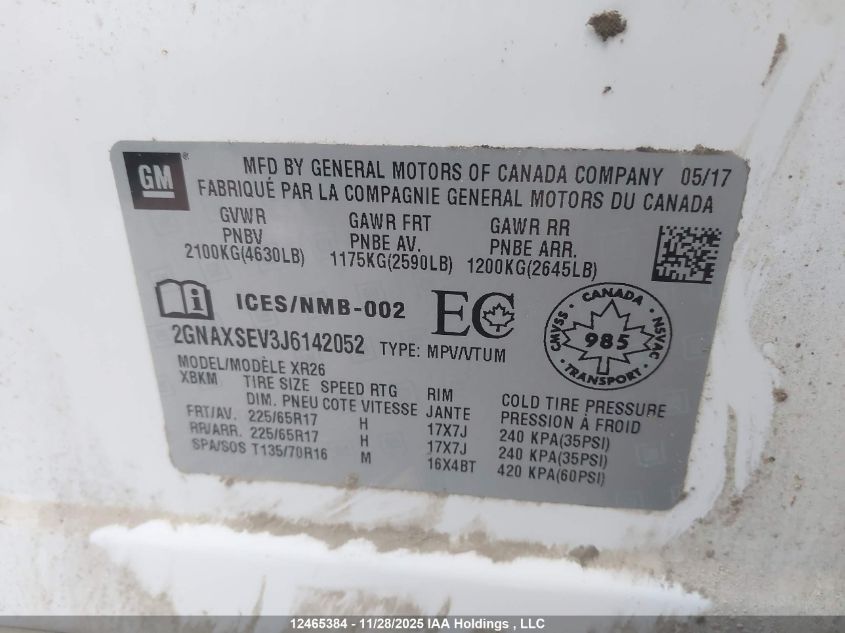 GM
MFD BY GENERAL MOTORS OF CANADA COMPANY 05/17
FABRIQUÉ PAR LA COMPAGNIE GENERAL MOTORS DU CANADA
GVWR GAWR FRT GAWR RR
PNBV PNBE AV. PNBE ARR.
2100KG(4630LB) 1175KG(2590LB) 1200KG(2645LB)
ICES/NMB-002 EC
CANADA
CMVSS 985 NSVAC
TRANSPORT
2GNAXSEV3J6142052 TYPE: MPV/VTUM
MODEL/MODÈLE XR26
XBKM TIRE SIZE SPEED RTG RIM COLD TIRE PRESSURE
DIM. PNEU COTE VITESSE JANTE PRESSION À FROID
FRT/AV. 225/65R17 H 17X7J 240 KPA(35PSI)
RR/ARR. 225/65R17 H 17X7J 240 KPA(35PSI)
SPA/SOS T135/70R16 M 16X4BT 420 KPA(60PSI)
12465384 - 11/28/2025 IAA Holdings , LLC